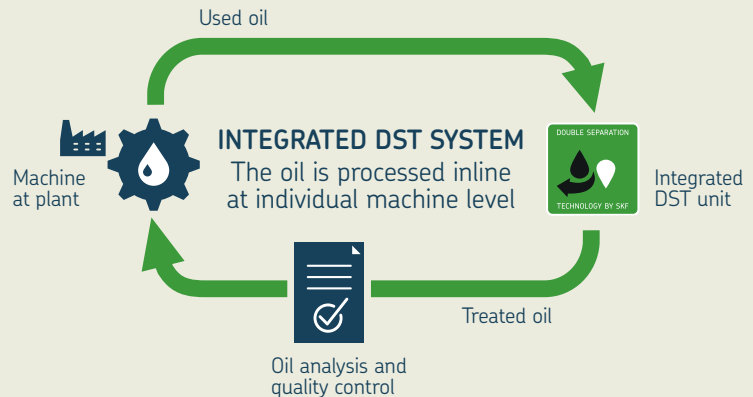 Used oil
INTEGRATED DST SYSTEM
The oil is processed inline
at individual machine level
Machine
at plant
DOUBLE SEPARATION
TECHNOLOGY BY SKF
Integrated
DST unit
Treated oil
Oil analysis and
quality control